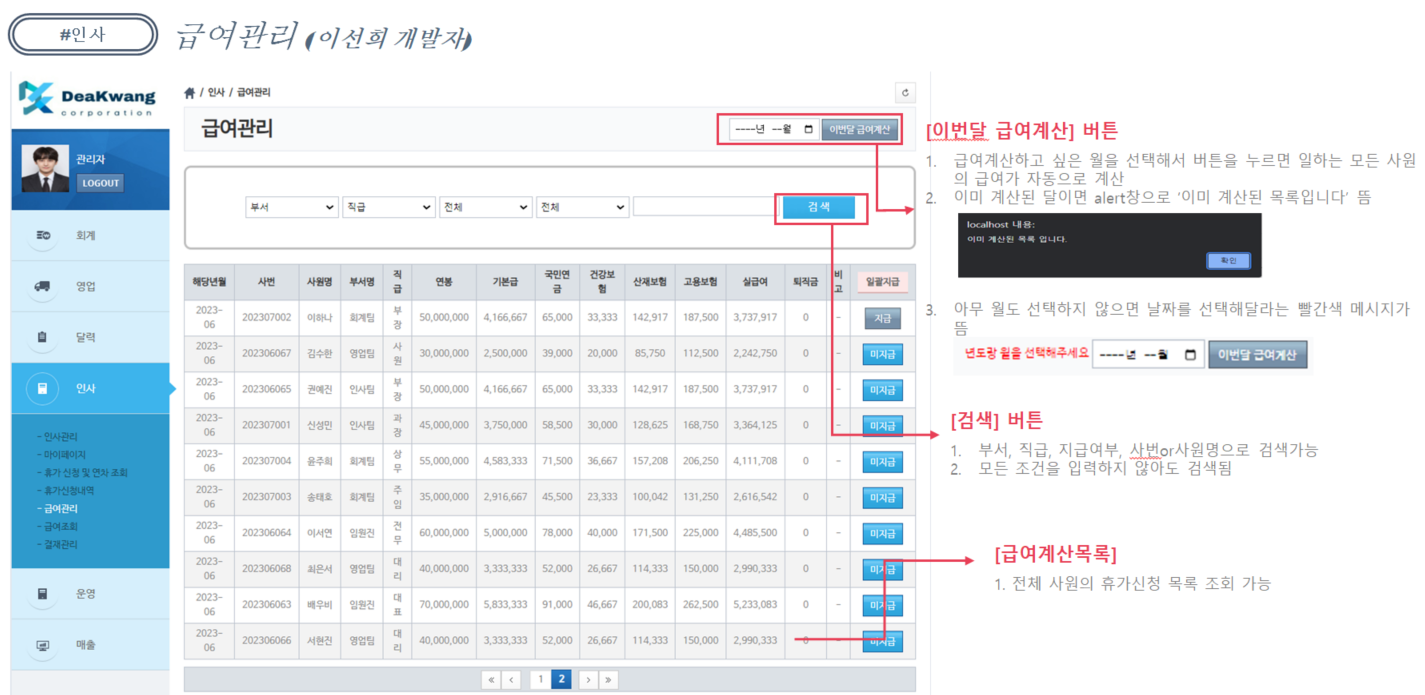 #인사
급여관리 (이선희 개발자)
DeaKwang
corporation
관리자
LOGOUT
회계
영업
달력
인사
- 인사관리
- 마이페이지
- 휴가 신청 및 연차 조회
- 휴가신청내역
- 급여관리
- 급여조회
- 결재관리
운영
매출
/ 인사 / 급여관리
급여관리
----년 --월 이번달 급여계산
부서 직급 전체 전체 검색
해당년월 사번 사원명 부서명 직급 연봉 기본급 국민연금 건강보험 산재보험 고용보험 실급여 퇴직금 비고 일괄지급
2023-06 202307002 이하나 회계팀 부장 50,000,000 4,166,667 65,000 33,333 142,917 187,500 3,737,917 0 - 지급
2023-06 202306067 김수한 영업팀 사원 30,000,000 2,500,000 39,000 20,000 85,750 112,500 2,242,750 0 - 미지급
2023-06 202306065 권예진 인사팀 부장 50,000,000 4,166,667 65,000 33,333 142,917 187,500 3,737,917 0 - 미지급
2023-06 202307001 신성민 인사팀 과장 45,000,000 3,750,000 58,500 30,000 128,625 168,750 3,364,125 0 - 미지급
2023-06 202307004 윤주희 회계팀 상무 55,000,000 4,583,333 71,500 36,667 157,208 206,250 4,111,708 0 - 미지급
2023-06 202307003 송태호 회계팀 주임 35,000,000 2,916,667 45,500 23,333 100,042 131,250 2,616,542 0 - 미지급
2023-06 202306064 이서연 임원진 전무 60,000,000 5,000,000 78,000 40,000 171,500 225,000 4,485,500 0 - 미지급
2023-06 202306068 최은서 영업팀 대리 40,000,000 3,333,333 52,000 26,667 114,333 150,000 2,990,333 0 - 미지급
2023-06 202306063 배우비 임원진 대표 70,000,000 5,833,333 91,000 46,667 200,083 262,500 5,233,083 0 - 미지급
2023-06 202306066 서현진 영업팀 대리 40,000,000 3,333,333 52,000 26,667 114,333 150,000 2,990,333 0 - 미지급
« ‹ 1 2 › »
[이번달 급여계산] 버튼
1. 급여계산하고 싶은 월을 선택해서 버튼을 누르면 일하는 모든 사원
의 급여가 자동으로 계산
2. 이미 계산된 달이면 alert창으로 ‘이미 계산된 목록입니다’ 뜸
localhost 내용:
이미 계산된 목록 입니다.
확인
3. 아무 월도 선택하지 않으면 날짜를 선택해달라는 빨간색 메시지가
뜸
년도랑 월을 선택해주세요 ----년 --월 이번달 급여계산
[검색] 버튼
1. 부서, 직급, 지급여부, 사번or사원명으로 검색가능
2. 모든 조건을 입력하지 않아도 검색됨
[급여계산목록]
1. 전체 사원의 휴가신청 목록 조회 가능